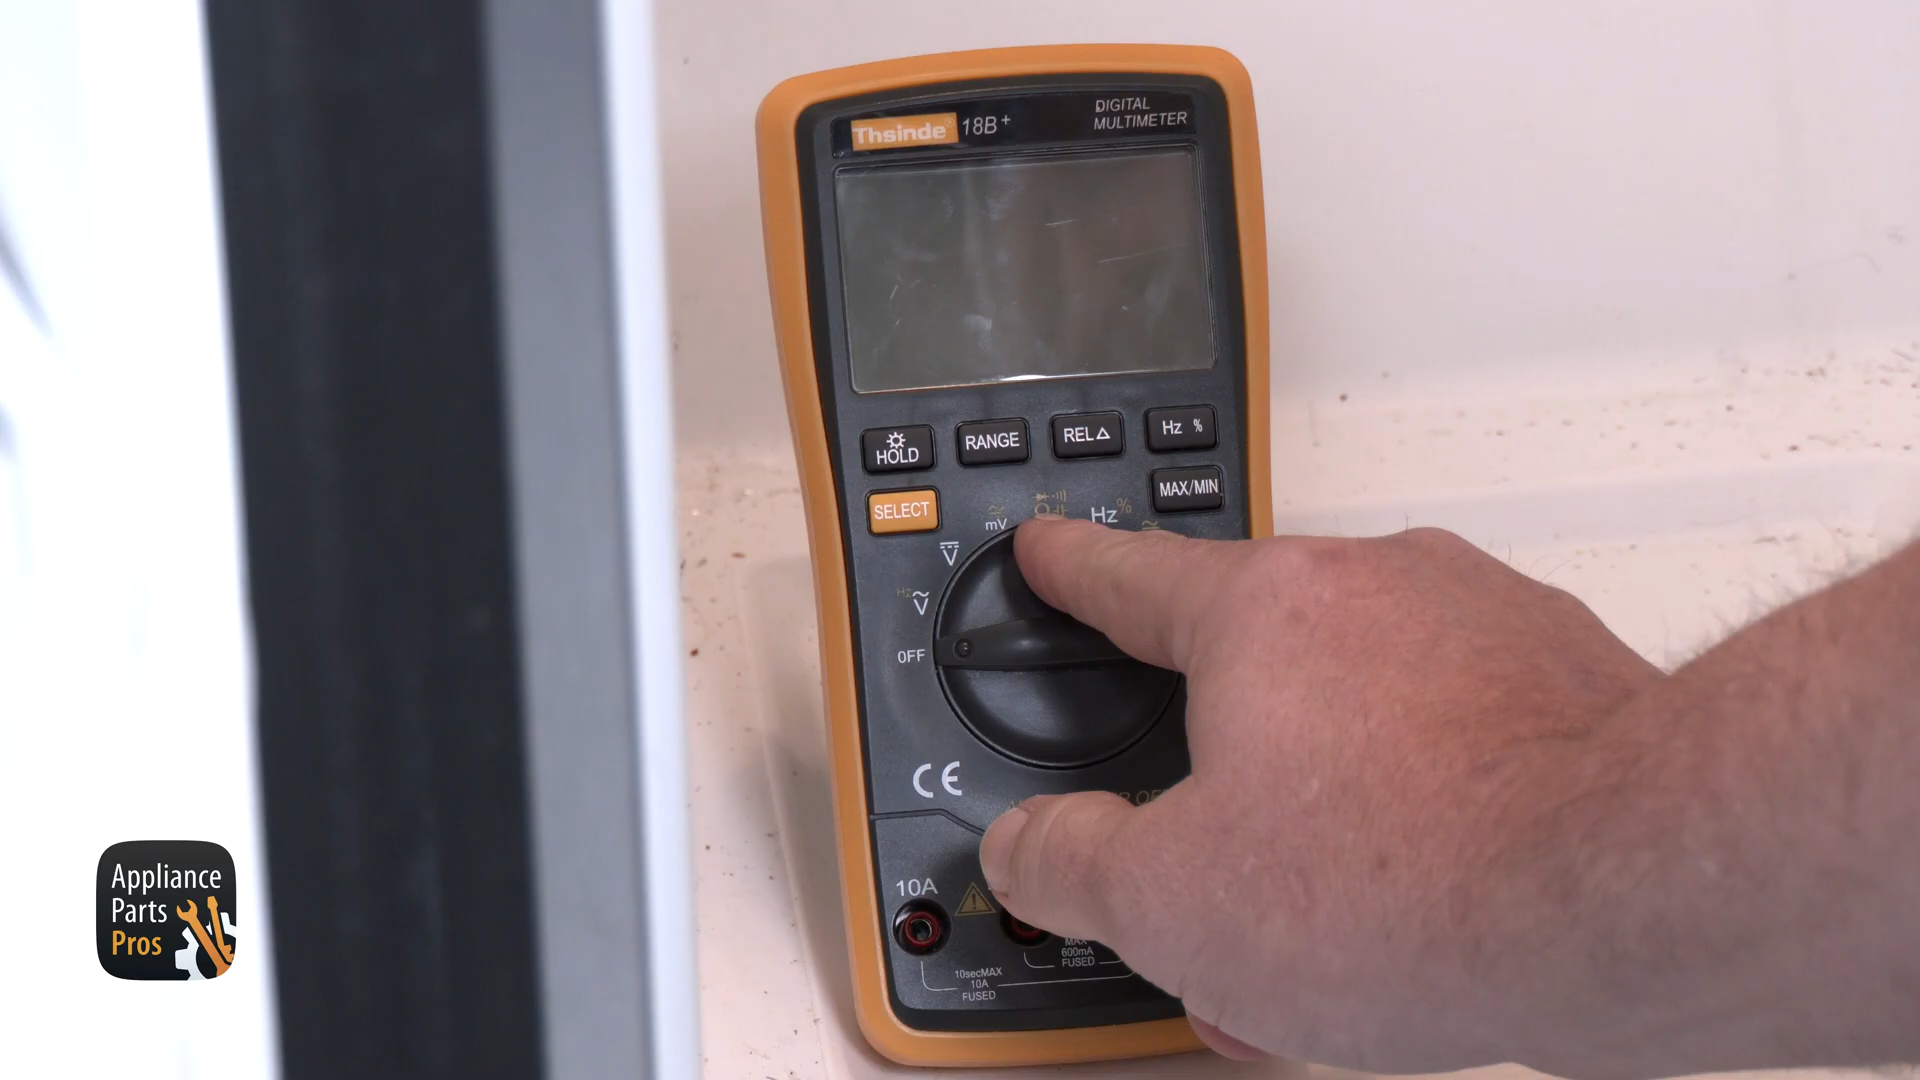 Thsinde 18B+
DIGITAL
MULTIMETER
HOLD
RANGE
REL△
Hz %
SELECT
MAX/MIN
mV
Hz%
V
Hz
V
OFF
CE
10A
MAX
600mA
FUSED
10secMAX
10A
FUSED
Appliance
Parts
Pros